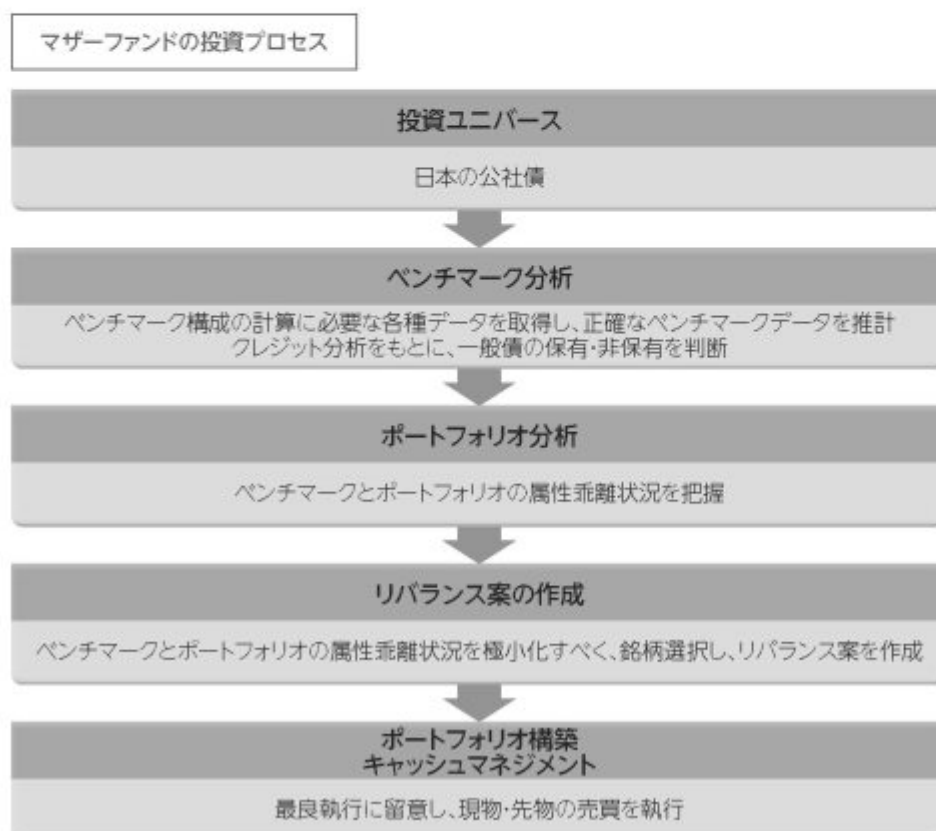 マザーファンドの投資プロセス
投資ユニバース
日本の公社債
ベンチマーク分析
ベンチマーク構成の計算に必要な各種データを取得し、正確なベンチマークデータを推計
クレジット分析をもとに、一般債の保有・非保有を判断
ポートフォリオ分析
ベンチマークとポートフォリオの属性乖離状況を把握
リバランス案の作成
ベンチマークとポートフォリオの属性乖離状況を極小化すべく、銘柄選択し、リバランス案を作成
ポートフォリオ構築
キャッシュマネジメント
最良執行に留意し、現物・先物の売買を執行